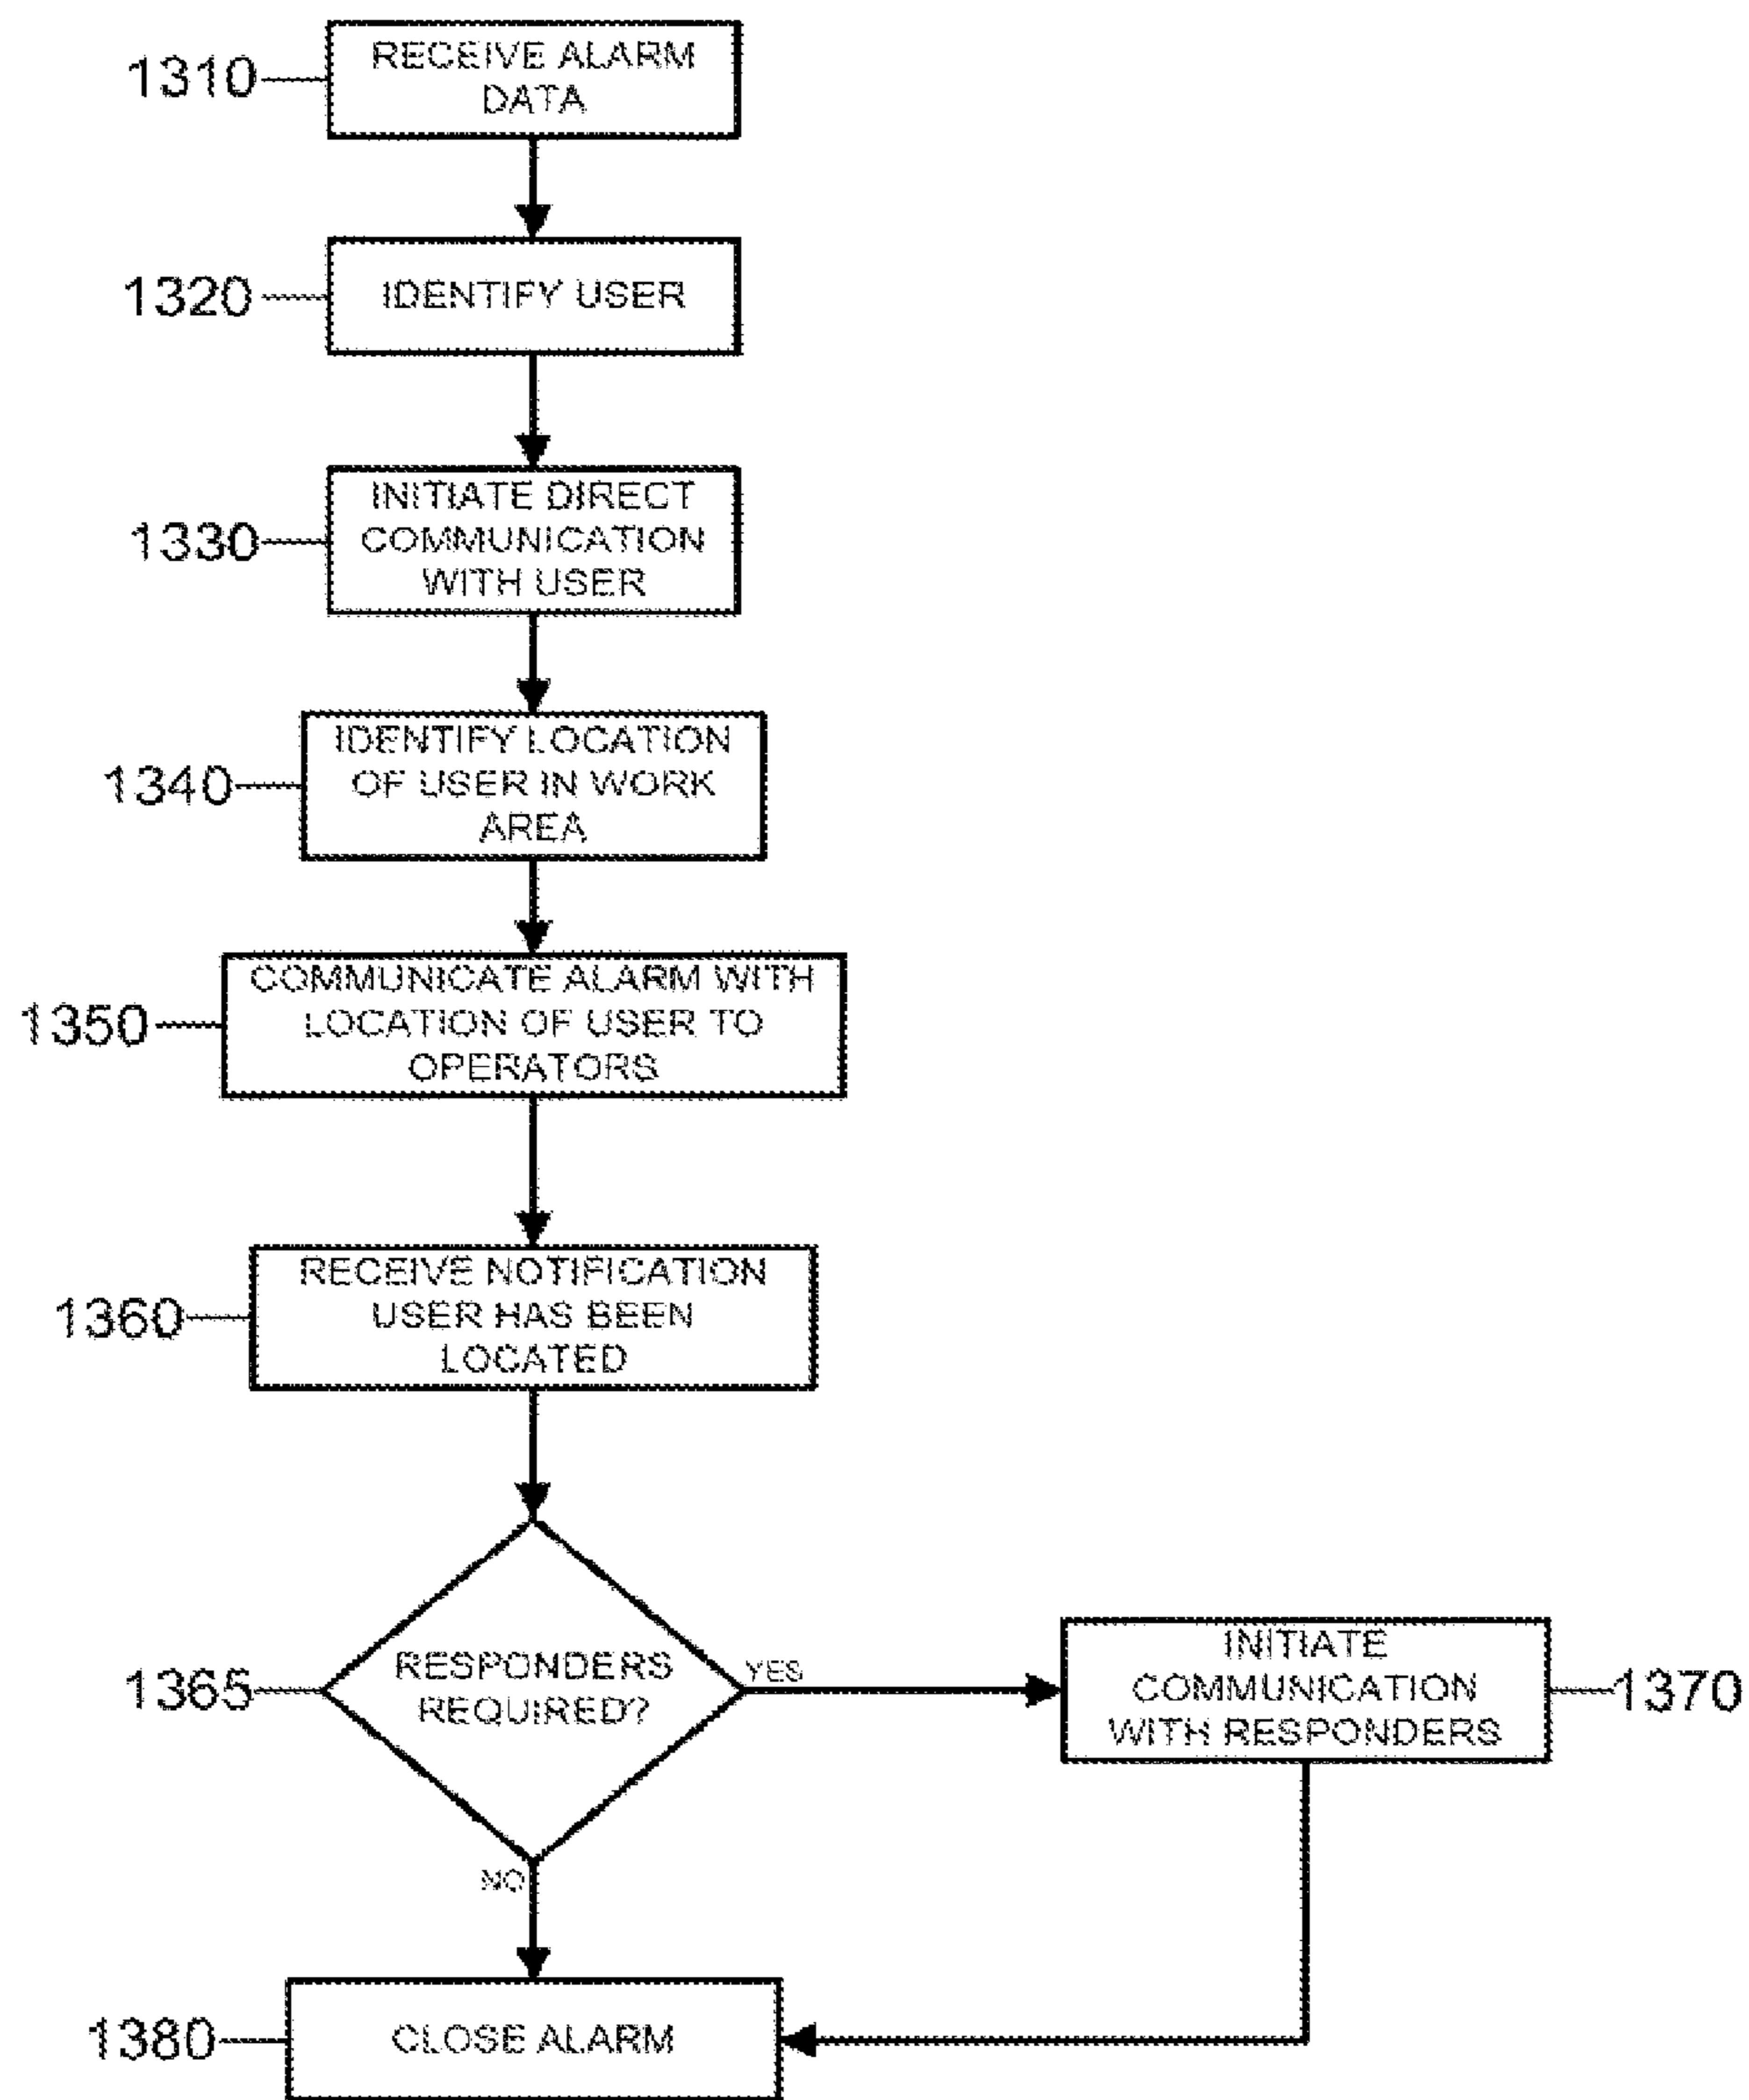 1310
RECEIVE ALARM
DATA
1320
IDENTIFY USER
1330
INITIATE DIRECT
COMMUNICATION
WITH USER
1340
IDENTIFY LOCATION
OF USER IN WORK
AREA
1350
COMMUNICATE ALARM WITH
LOCATION OF USER TO
OPERATORS
1360
RECEIVE NOTIFICATION
USER HAS BEEN
LOCATED
1365
RESPONDERS
REQUIRED?
YES
INITIATE
COMMUNICATION
WITH RESPONDERS
1370
NO
1380
CLOSE ALARM